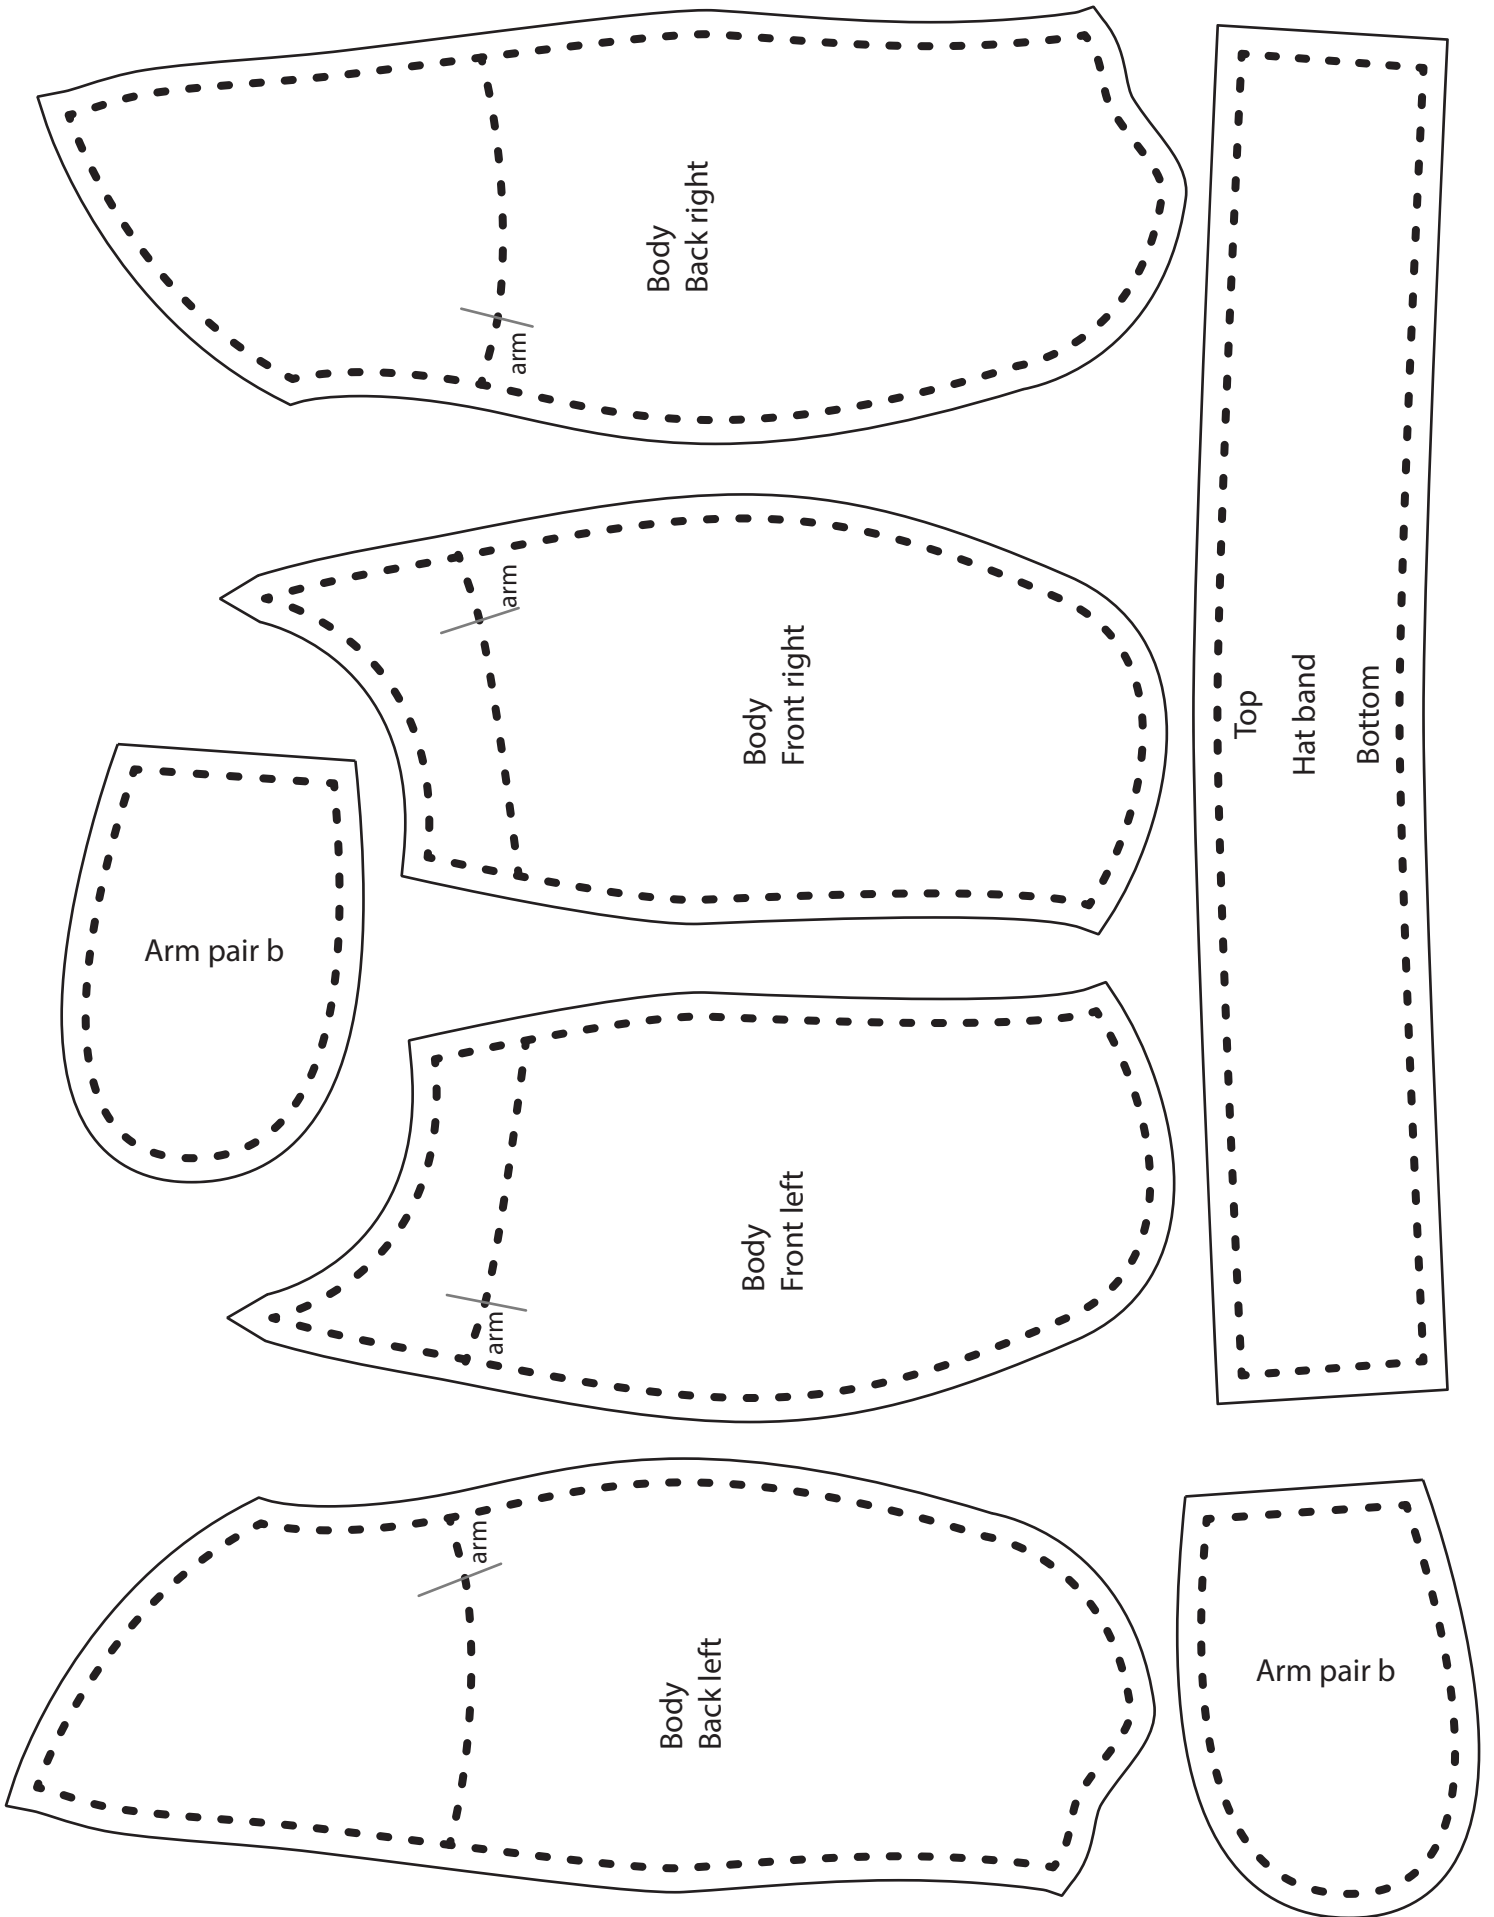 Body
Back right
arm
arm
Body
Front right
Top
Hat band
Bottom
Arm pair b
Body
Front left
arm
arm
Body
Back left
Arm pair b